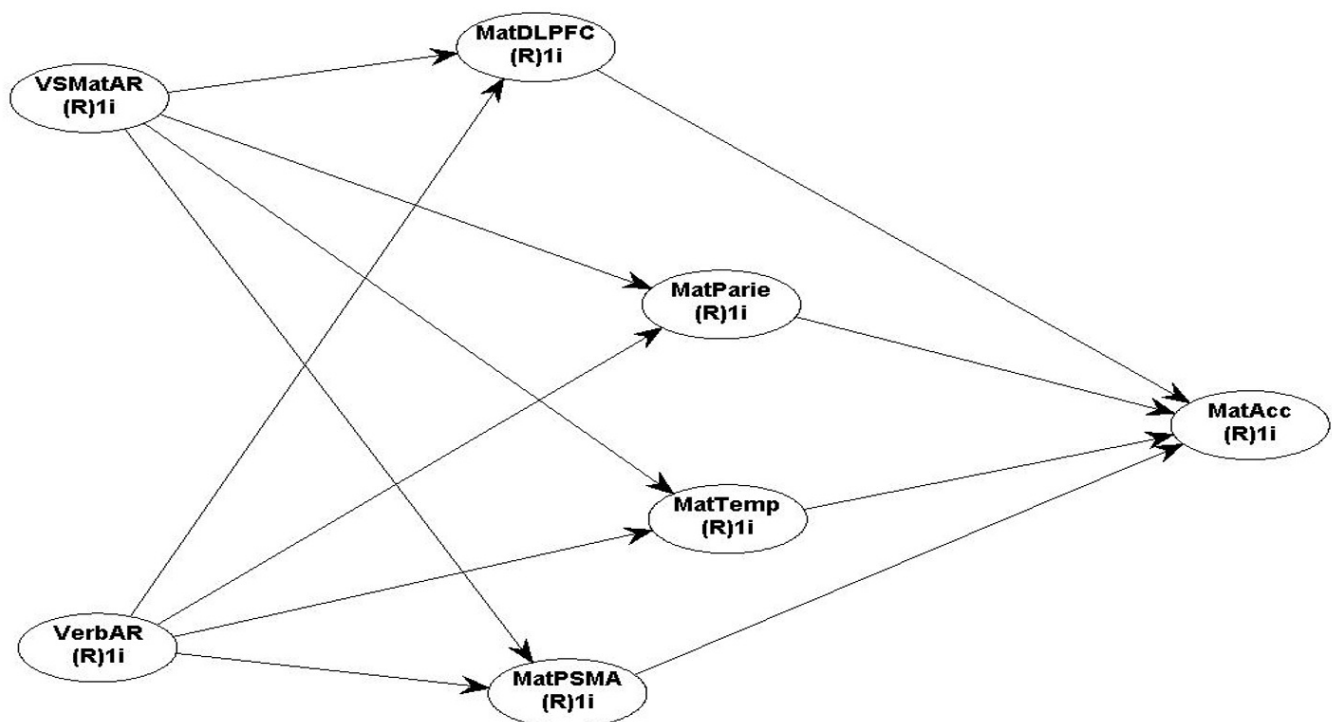 MatDLPFC
(R)1i
VSMatAR
(R)1i
MatParie
(R)1i
MatAcc
(R)1i
MatTemp
(R)1i
VerbAR
(R)1i
MatPSMA
(R)1i